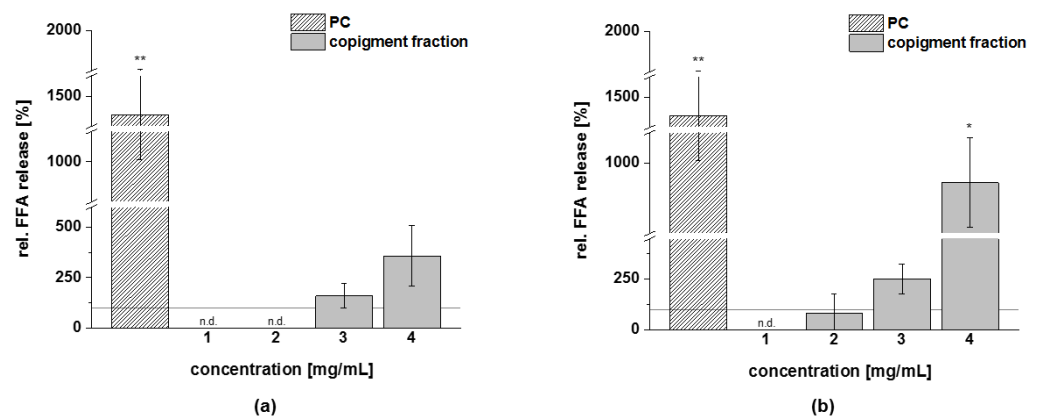 2000
PC
copigment fraction
**
1500
1000
500
250
0
n.d.
n.d.
1
2
3
4
rel. FFA release [%]
concentration [mg/mL]
(a)
2000
PC
copigment fraction
**
1500
*
1000
250
0
n.d.
1
2
3
4
rel. FFA release [%]
concentration [mg/mL]
(b)